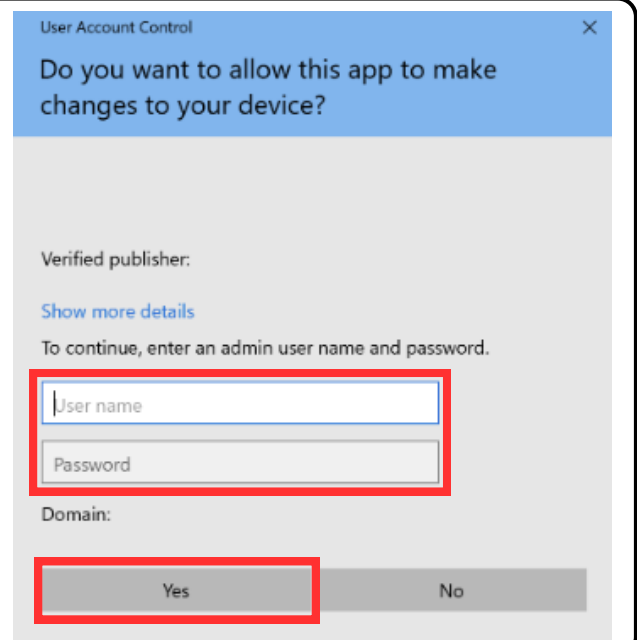 User Account Control
Do you want to allow this app to make
changes to your device?
Verified publisher:
Show more details
To continue, enter an admin user name and password.
User name
Password
Domain:
Yes No